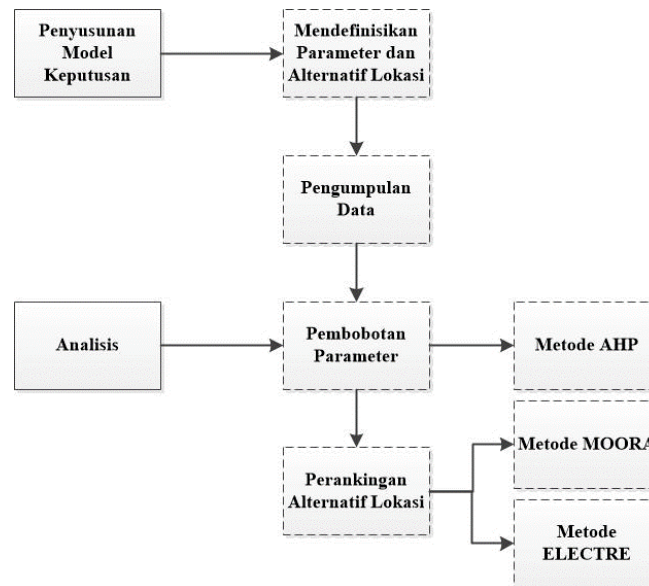 Penyusunan
Model
Keputusan
Mendefinisikan
Parameter dan
Alternatif Lokasi
Pengumpulan
Data
Analisis
Pembobotan
Parameter
Metode AHP
Metode MOORA
Perankingan
Alternatif Lokasi
Metode
ELECTRE